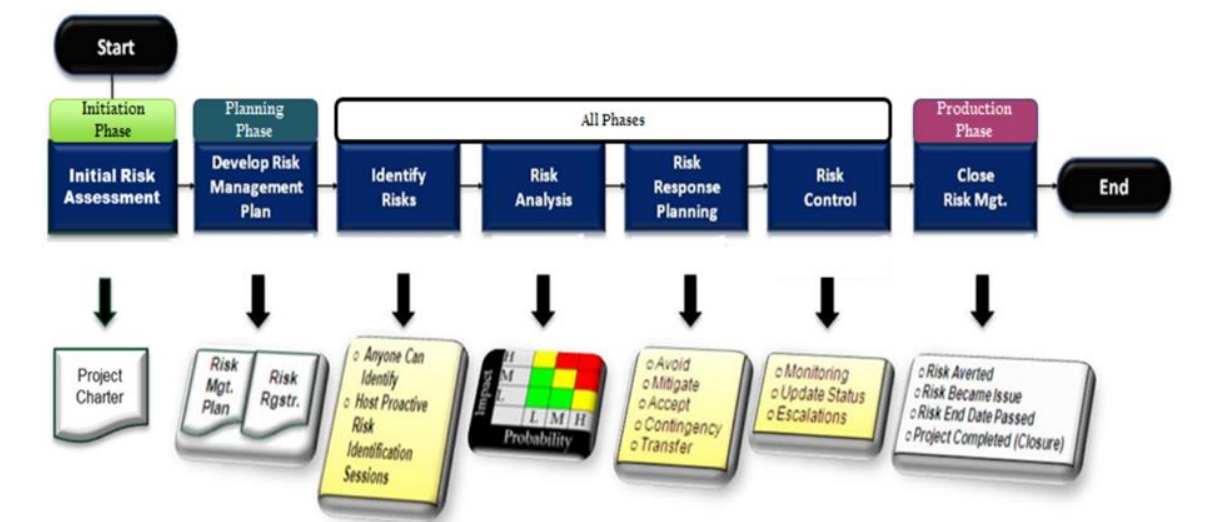 Start
Initiation
Phase
Planning
Phase
All Phases
Production
Phase
Initial Risk
Assessment
Develop Risk
Management
Plan
Identify
Risks
Risk
Analysis
Risk
Response
Planning
Risk
Control
Close
Risk Mgt.
End
Project
Charter
Risk
Mgt.
Plan
Risk
Rgstr.
o Anyone Can
Identify
o Host Proactive
Risk
Identification
Sessions
Impact
H
M
L
L M H
Probability
o Avoid
o Mitigate
o Accept
o Contingency
o Transfer
o Monitoring
o Update Status
o Escalations
o Risk Averted
o Risk Became Issue
o Risk End Date Passed
o Project Completed (Closure)